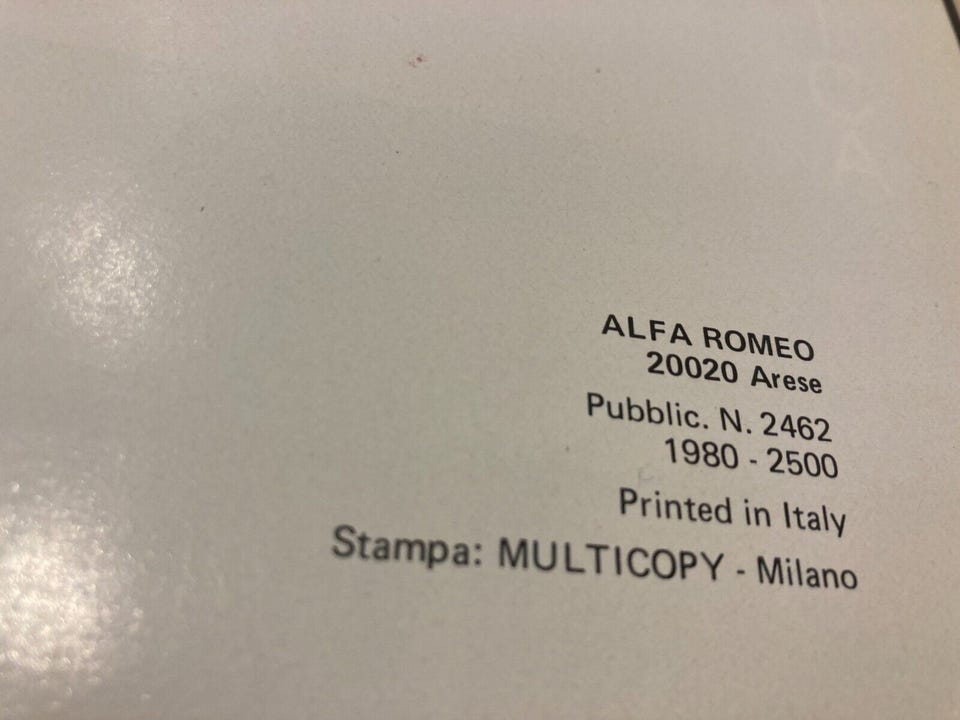 ALFA ROMEO
20020 Arese
Pubblic. N. 2462
1980 - 2500
Printed in Italy
Stampa: MULTICOPY - Milano